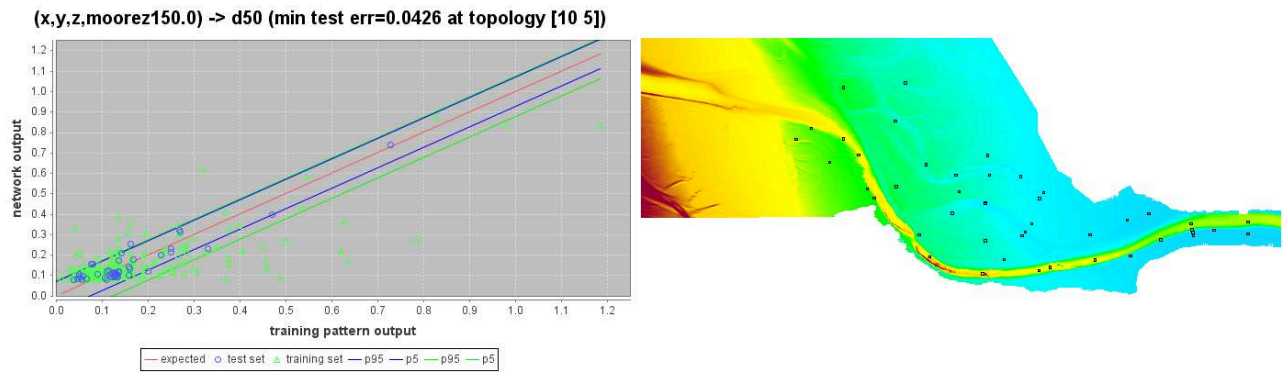 (x,y,z,moorez150.0) -> d50 (min test err=0.0426 at topology [10 5])
1.2
1.1
1.0
0.9
0.8
0.7
0.6
0.5
0.4
0.3
0.2
0.1
0.0
network output
0.0 0.1 0.2 0.3 0.4 0.5 0.6 0.7 0.8 0.9 1.0 1.1 1.2
training pattern output
expected test set training set p95 p5 p95 p5